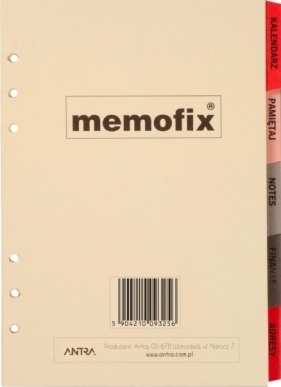 KALENDARZ
PAMIĘTAJ
NOTES
FINANSE
ADRESY
memofix®
5 904210 093256
ANTRA
Producent: Antra, 02-678 Warszawa, ul. Narocz 7
www.antra.com.pl